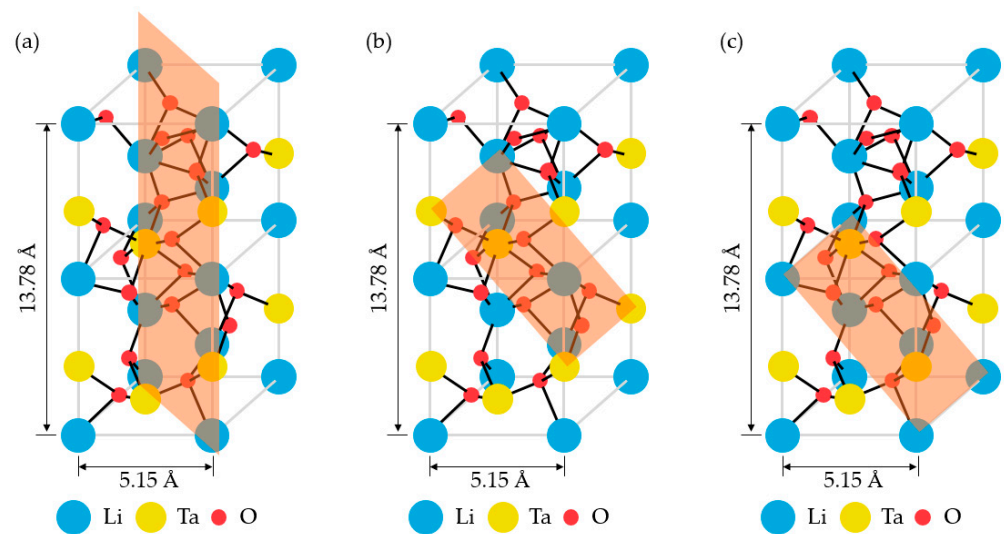 (a)
(b)
(c)
13.78 Å
13.78 Å
13.78 Å
5.15 Å
5.15 Å
5.15 Å
Li Ta O
Li Ta O
Li Ta O